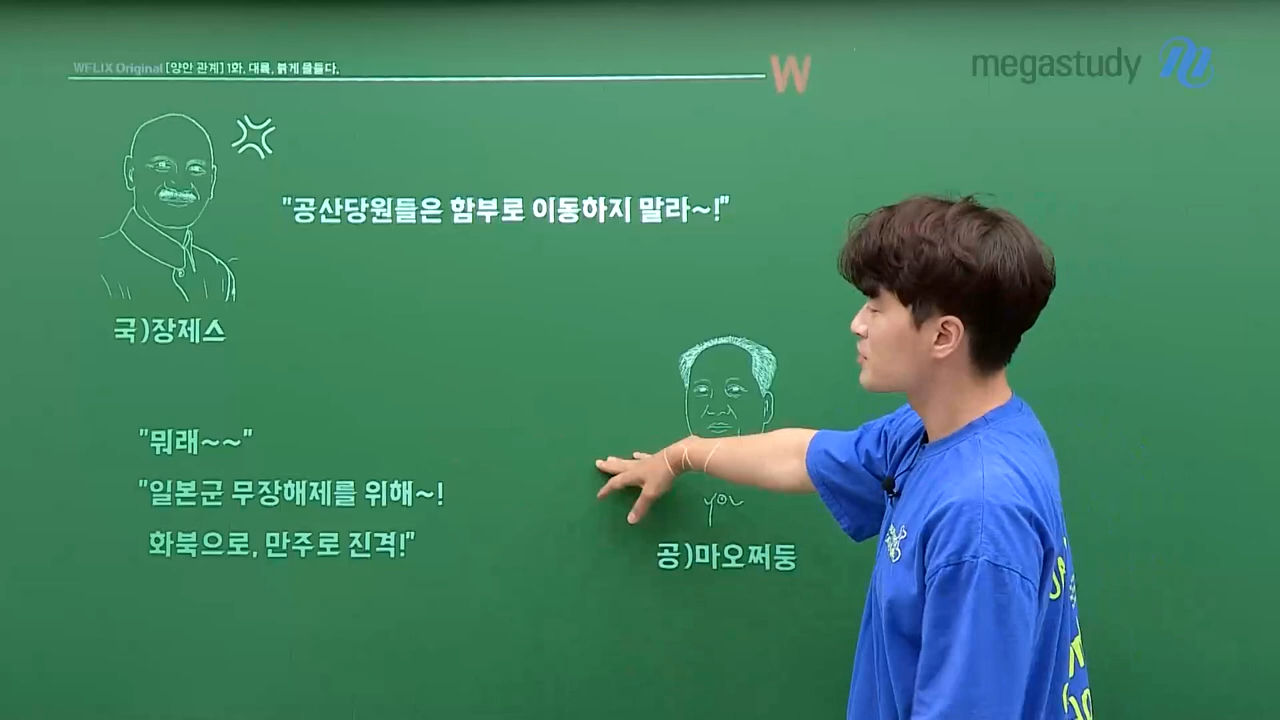 WFLIX Original [양안 관계] 1화. 대륙, 붉게 물들다.
W
megastudy
"공산당원들은 함부로 이동하지 말라~!"
국)장제스
"뭐래~~"
"일본군 무장해제를 위해~!
화북으로, 만주로 진격!"
공)마오쩌둥